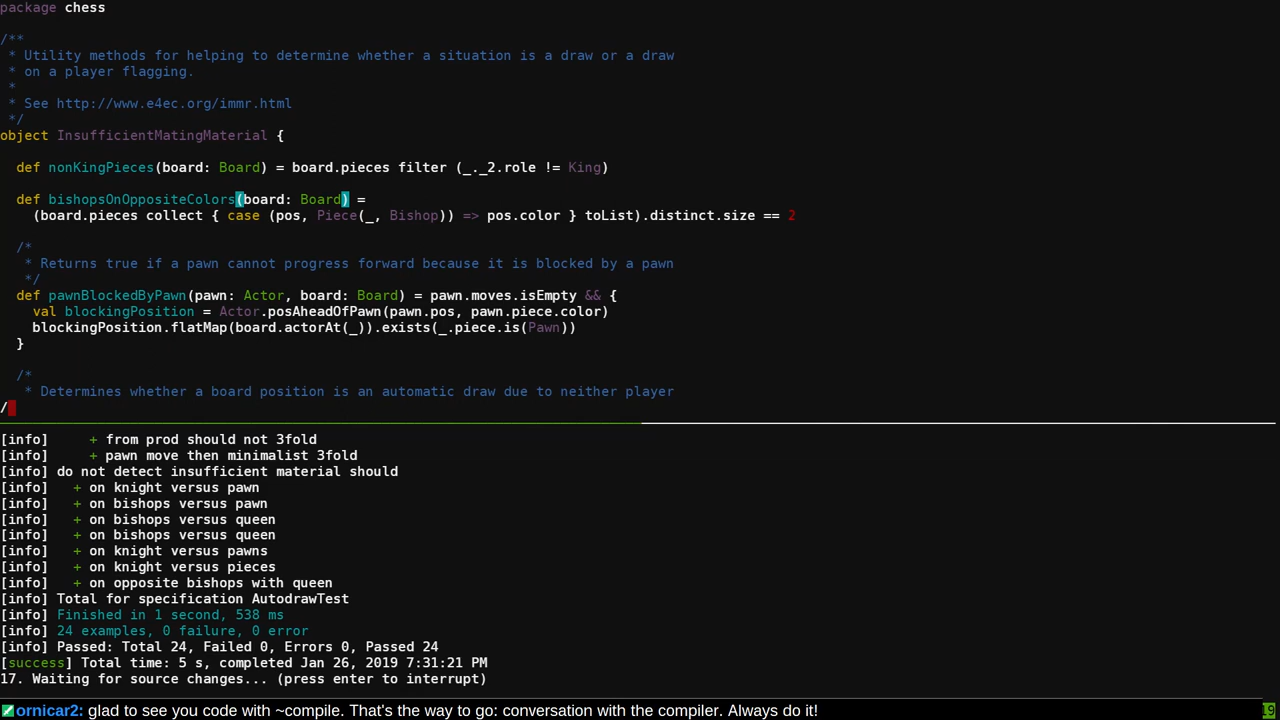 package chess
/**
 * Utility methods for helping to determine whether a situation is a draw or a draw
 * on a player flagging.
 *
 * See http://www.e4ec.org/immr.html
 */
object InsufficientMatingMaterial {
  def nonKingPieces(board: Board) = board.pieces filter (_._2.role != King)
  def bishopsOnOppositeColors(board: Board) =
    (board.pieces collect { case (pos, Piece(_, Bishop)) => pos.color } toList).distinct.size == 2
  /*
   * Returns true if a pawn cannot progress forward because it is blocked by a pawn
   */
  def pawnBlockedByPawn(pawn: Actor, board: Board) = pawn.moves.isEmpty && {
    val blockingPosition = Actor.posAheadOfPawn(pawn.pos, pawn.piece.color)
    blockingPosition.flatMap(board.actorAt(_)).exists(_.piece.is(Pawn))
  }
  /*
   * Determines whether a board position is an automatic draw due to neither player
/
[info]     + from prod should not 3fold
[info]     + pawn move then minimalist 3fold
[info] do not detect insufficient material should
[info]   + on knight versus pawn
[info]   + on bishops versus pawn
[info]   + on bishops versus queen
[info]   + on bishops versus queen
[info]   + on knight versus pawns
[info]   + on knight versus pieces
[info]   + on opposite bishops with queen
[info] Total for specification AutodrawTest
[info] Finished in 1 second, 538 ms
[info] 24 examples, 0 failure, 0 error
[info] Passed: Total 24, Failed 0, Errors 0, Passed 24
[success] Total time: 5 s, completed Jan 26, 2019 7:31:21 PM
17. Waiting for source changes... (press enter to interrupt)
ornicar2: glad to see you code with ~compile. That's the way to go: conversation with the compiler. Always do it!